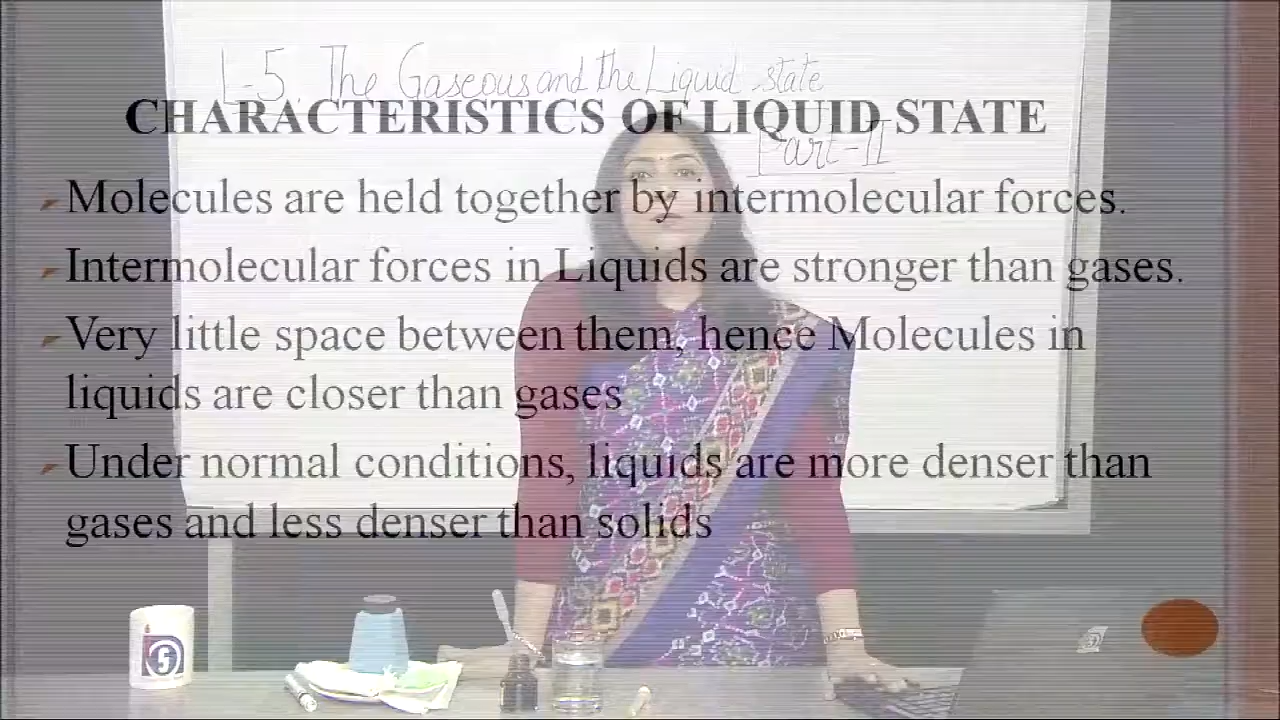 L-5 The Gaseous and the Liquid state
CHARACTERISTICS OF LIQUID STATE
Part-II
Molecules are held together by intermolecular forces.
Intermolecular forces in Liquids are stronger than gases.
Very little space between them, hence Molecules in
liquids are closer than gases
Under normal conditions, liquids are more denser than
gases and less denser than solids